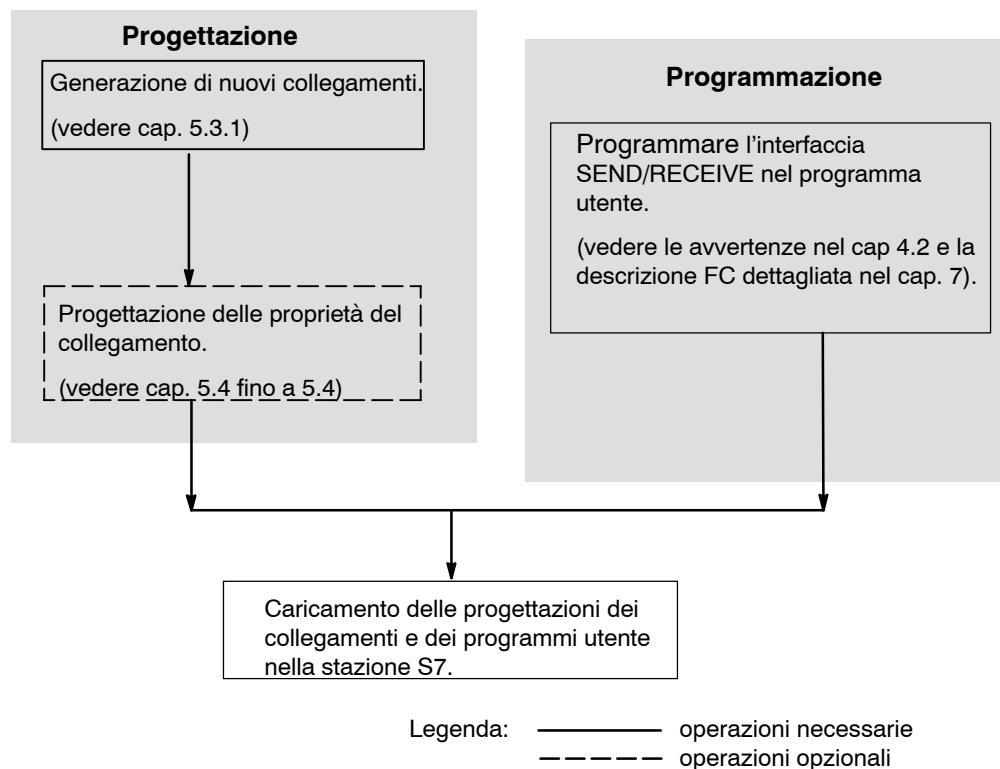 Progettazione
Generazione di nuovi collegamenti.
(vedere cap. 5.3.1)
Progettazione delle proprietà del
collegamento.
(vedere cap. 5.4 fino a 5.4)
Programmazione
Programmare l'interfaccia
SEND/RECEIVE nel programma
utente.
(vedere le avvertenze nel cap 4.2 e la
descrizione FC dettagliata nel cap. 7).
Caricamento delle progettazioni dei
collegamenti e dei programmi utente
nella stazione S7.
Legenda:
operazioni necessarie
operazioni opzionali